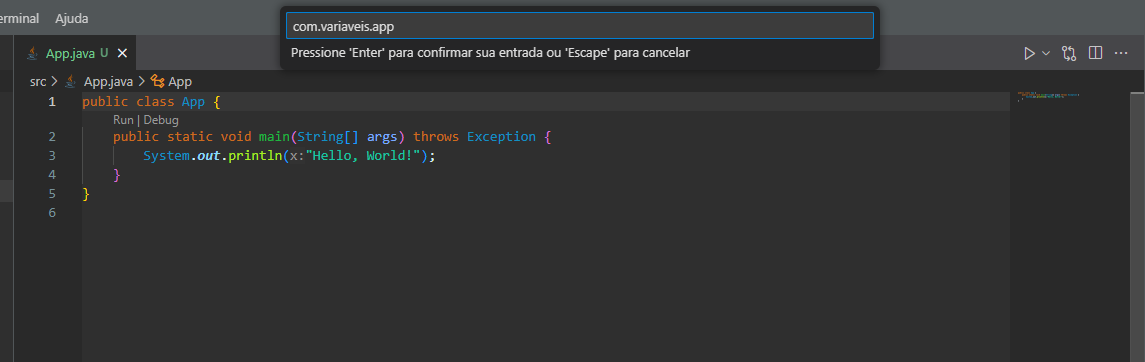 erminal Ajuda
com.variaveis.app
Pressione 'Enter' para confirmar sua entrada ou 'Escape' para cancelar
App.java U
src > App.java > App
1 public class App {
Run | Debug
2 public static void main(String[] args) throws Exception {
3 System.out.println(x:"Hello, World!");
4 }
5 }
6